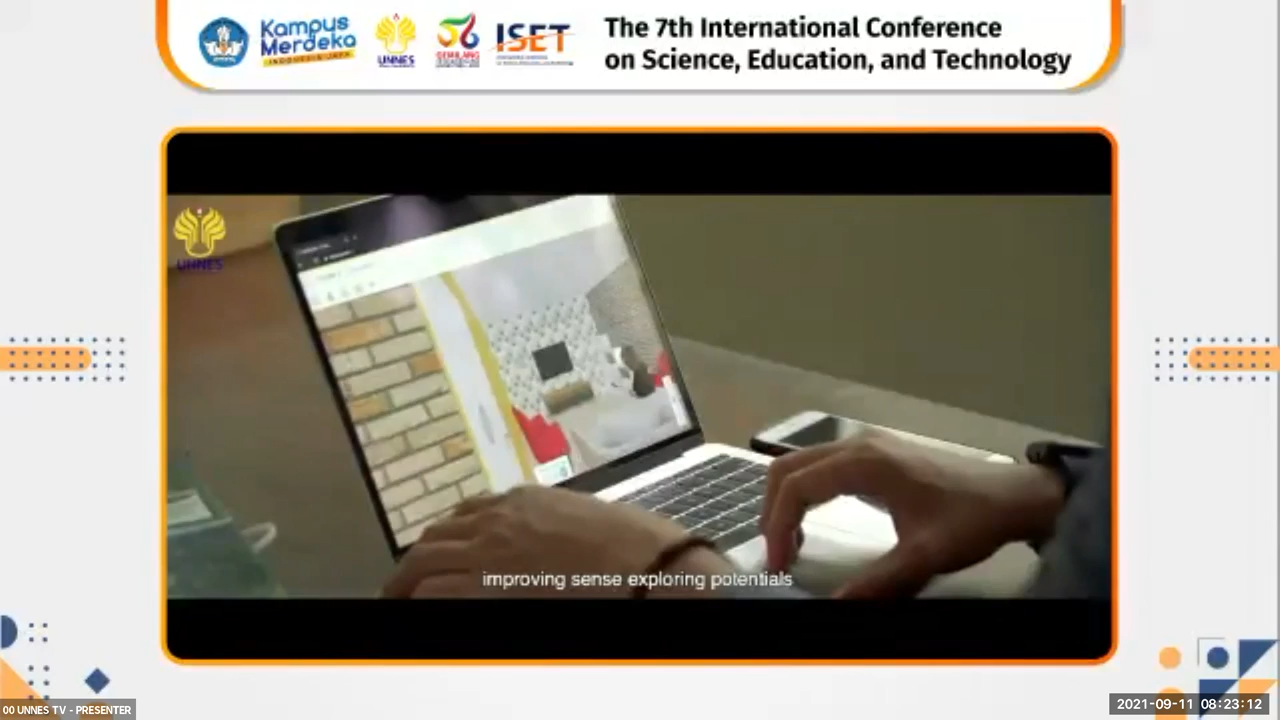 Kampus
Merdeka
INDONESIA JAYA
UNNES
GEMILANG
ISET
The 7th International Conference
on Science, Education, and Technology
UNNES
improving sense exploring potentials
00 UNNES TV - PRESENTER
2021-09-11 08:23:12